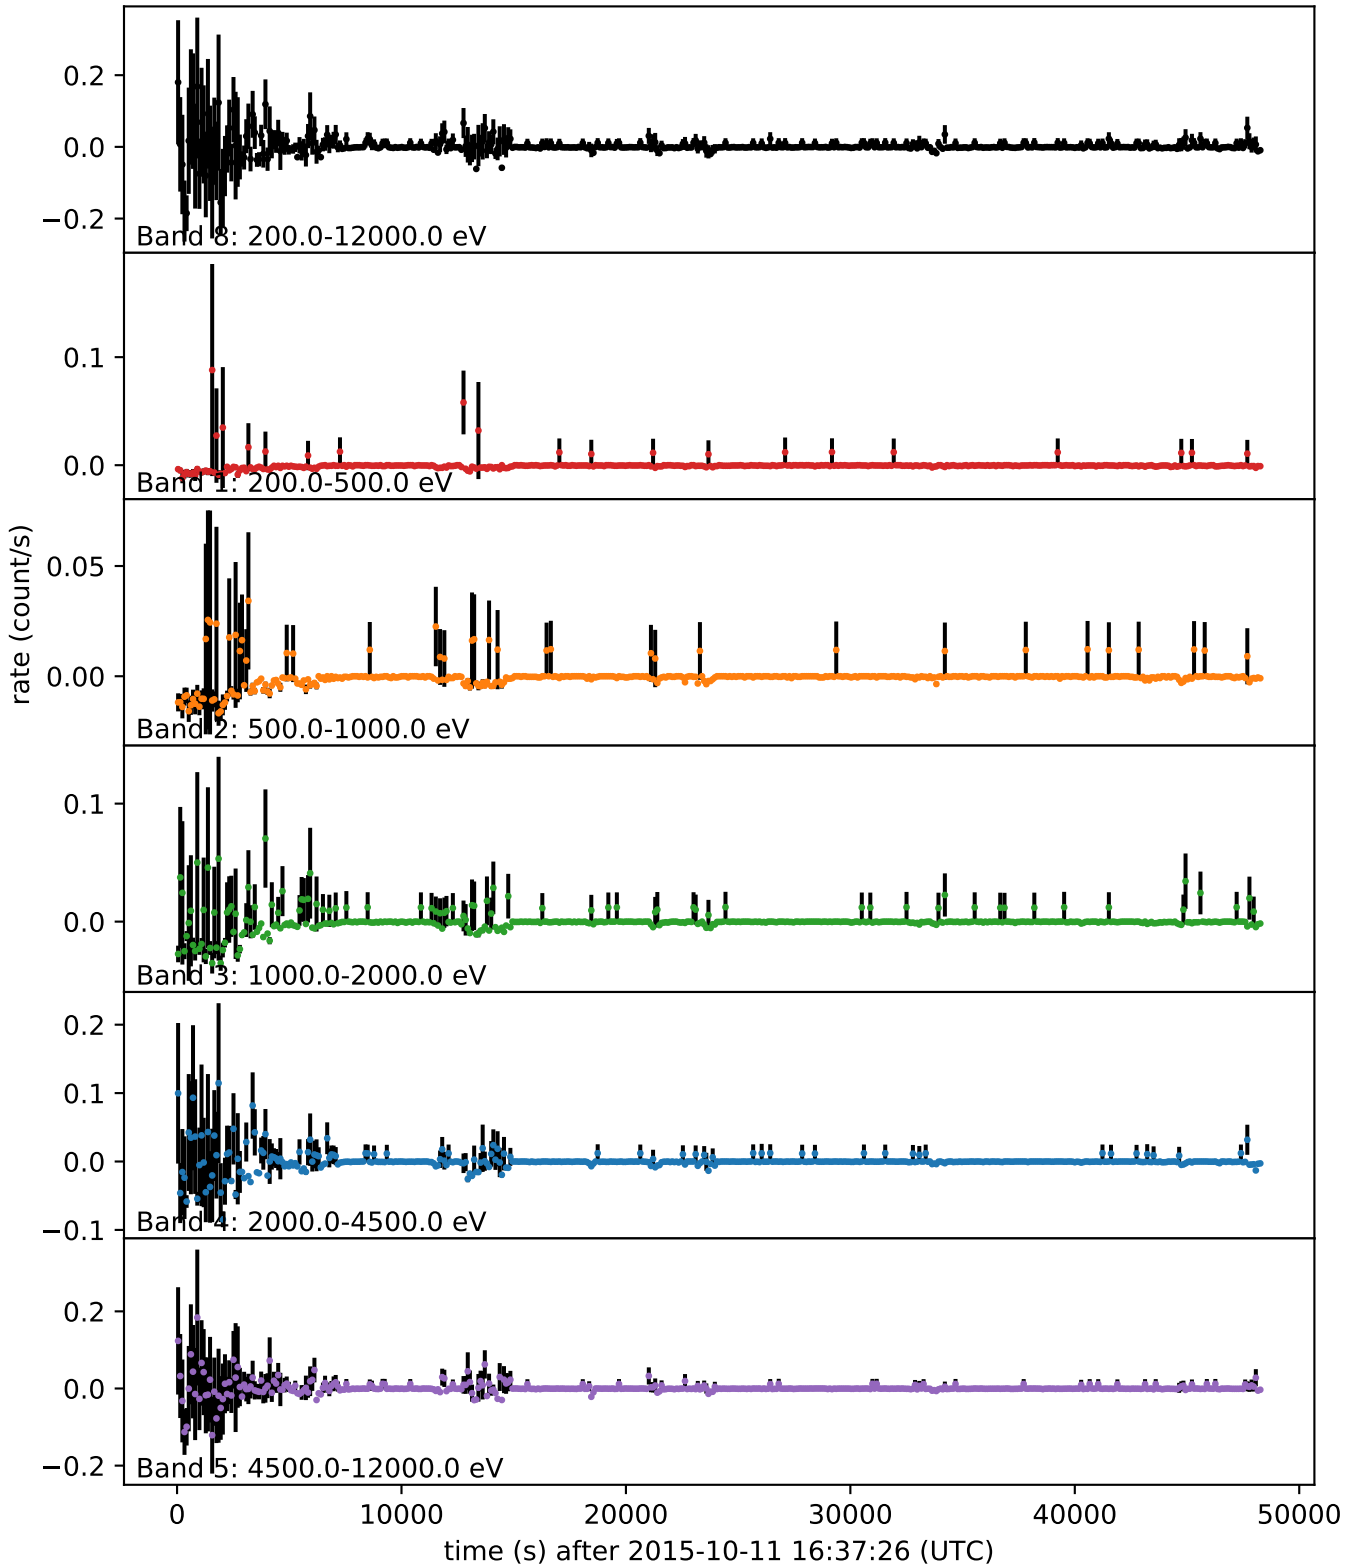 0.2
0.0
−0.2
Band 8: 200.0-12000.0 eV
0.1
0.0
Band 1: 200.0-500.0 eV
0.05
0.00
Band 2: 500.0-1000.0 eV
rate (count/s)
0.1
0.0
Band 3: 1000.0-2000.0 eV
0.2
0.1
0.0
−0.1
Band 4: 2000.0-4500.0 eV
0.2
0.0
−0.2
Band 5: 4500.0-12000.0 eV
0 10000 20000 30000 40000 50000
time (s) after 2015-10-11 16:37:26 (UTC)